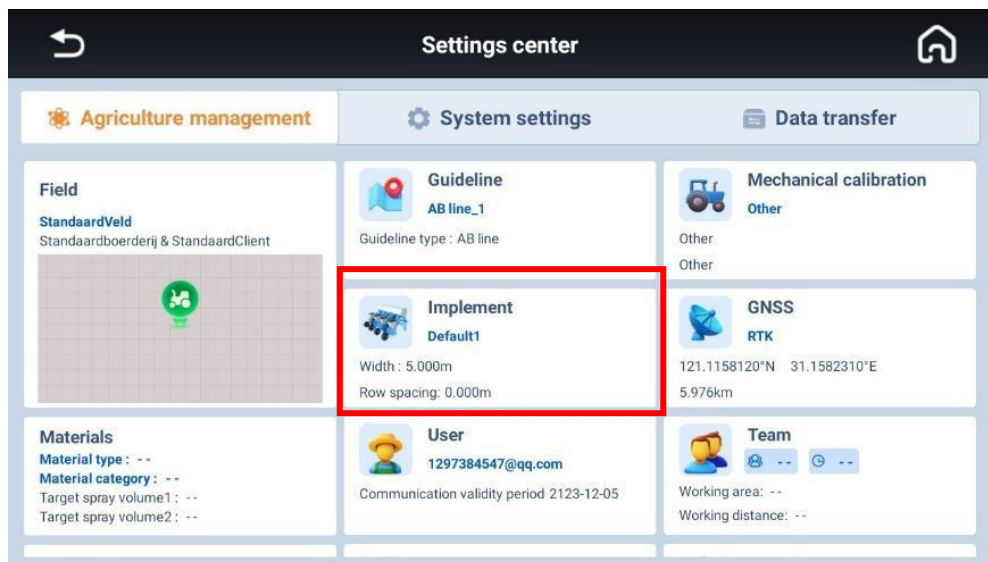 Settings center
Agriculture management
System settings
Data transfer
Field
StandaardVeld
Standaardboerderij & StandaardClient
Guideline
AB line_1
Guideline type : AB line
Mechanical calibration
Other
Other
Other
Implement
Default1
Width : 5.000m
Row spacing: 0.000m
GNSS
RTK
121.1158120°N 31.1582310°E
5.976km
Materials
Material type : --
Material category : --
Target spray volume1 : --
Target spray volume2 : --
User
1297384547@qq.com
Communication validity period 2123-12-05
Team
-- --
Working area: --
Working distance: --